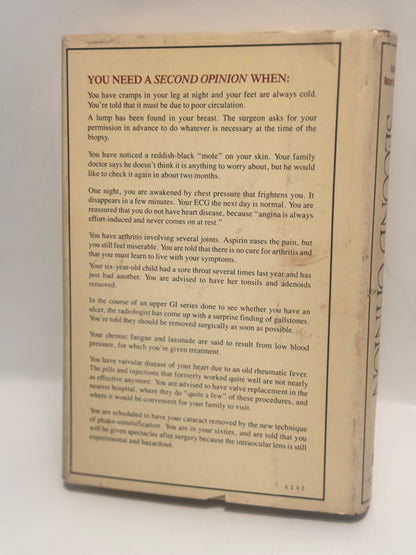 YOU NEED A SECOND OPINION WHEN:
You have cramps in your leg at night and your feet are always cold.
You're told that it must be due to poor circulation.
A lump has been found in your breast. The surgeon asks for your
permission in advance to do whatever is necessary at the time of the
biopsy.
You have noticed a reddish-black "mole" on your skin. Your family
doctor says he doesn't think it is anything to worry about, but he would
like to check it again in about two months.
One night, you are awakened by chest pressure that frightens you. It
disappears in a few minutes. Your ECG the next day is normal. You are
reassured that you do not have heart disease, because "angina is always
effort-induced and never comes on at rest."
You have arthritis involving several joints. Aspirin eases the pain, but
you still feel miserable. You are told that there is no cure for arthritis and
that you must learn to live with your symptoms.
Your six-year-old child had a sore throat several times last year and has
just had another. You are advised to have her tonsils and adenoids
removed.
In the course of an upper GI series done to see whether you have an
ulcer, the radiologist has come up with a surprise finding of gallstones.
You're told they should be removed surgically as soon as possible.
Your chronic fatigue and lassitude are said to result from low blood
pressure, for which you're given treatment.
You have valvular disease of your heart due to an old rheumatic fever.
The pills and injections that formerly worked quite well are not nearly
as effective anymore. You are advised to have valve replacement in the
nearest hospital, where they do "quite a few" of these procedures, and
where it would be convenient for your family to visit.
You are scheduled to have your cataract removed by the new technique
of phako-emulsification. You are in your sixties, and are told that you
will be given spectacles after surgery because the intraocular lens is still
experimental and hazardous.
6292
SECOND OPINION